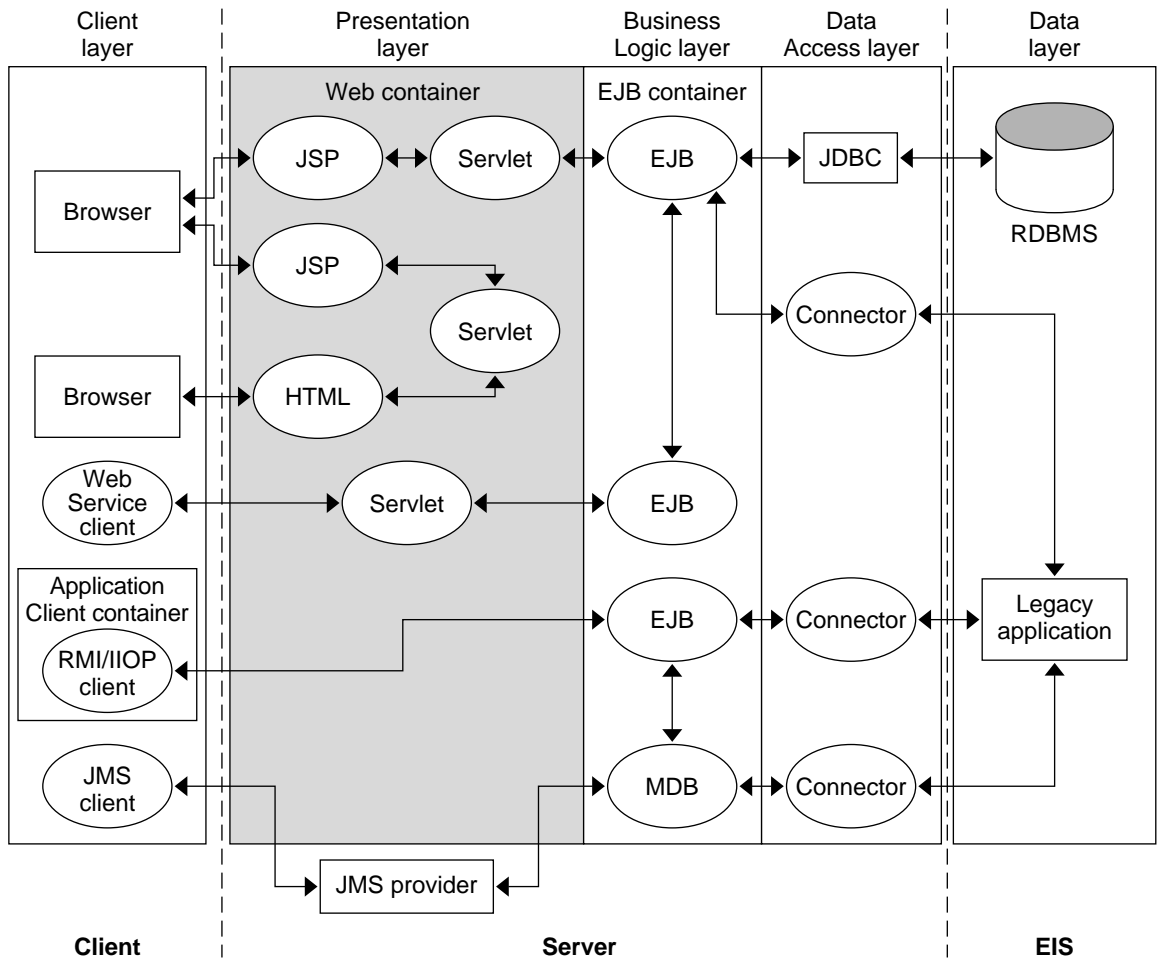 Client
layer
Presentation
layer
Business
Logic layer
Data
Access layer
Data
layer
Web container
EJB container
JSP
Servlet
EJB
JDBC
Browser
RDBMS
JSP
Servlet
Connector
Browser
HTML
Web
Service
client
Servlet
EJB
Application
Client container
RMI/IIOP
client
EJB
Connector
Legacy
application
JMS
client
MDB
Connector
JMS provider
Client
Server
EIS